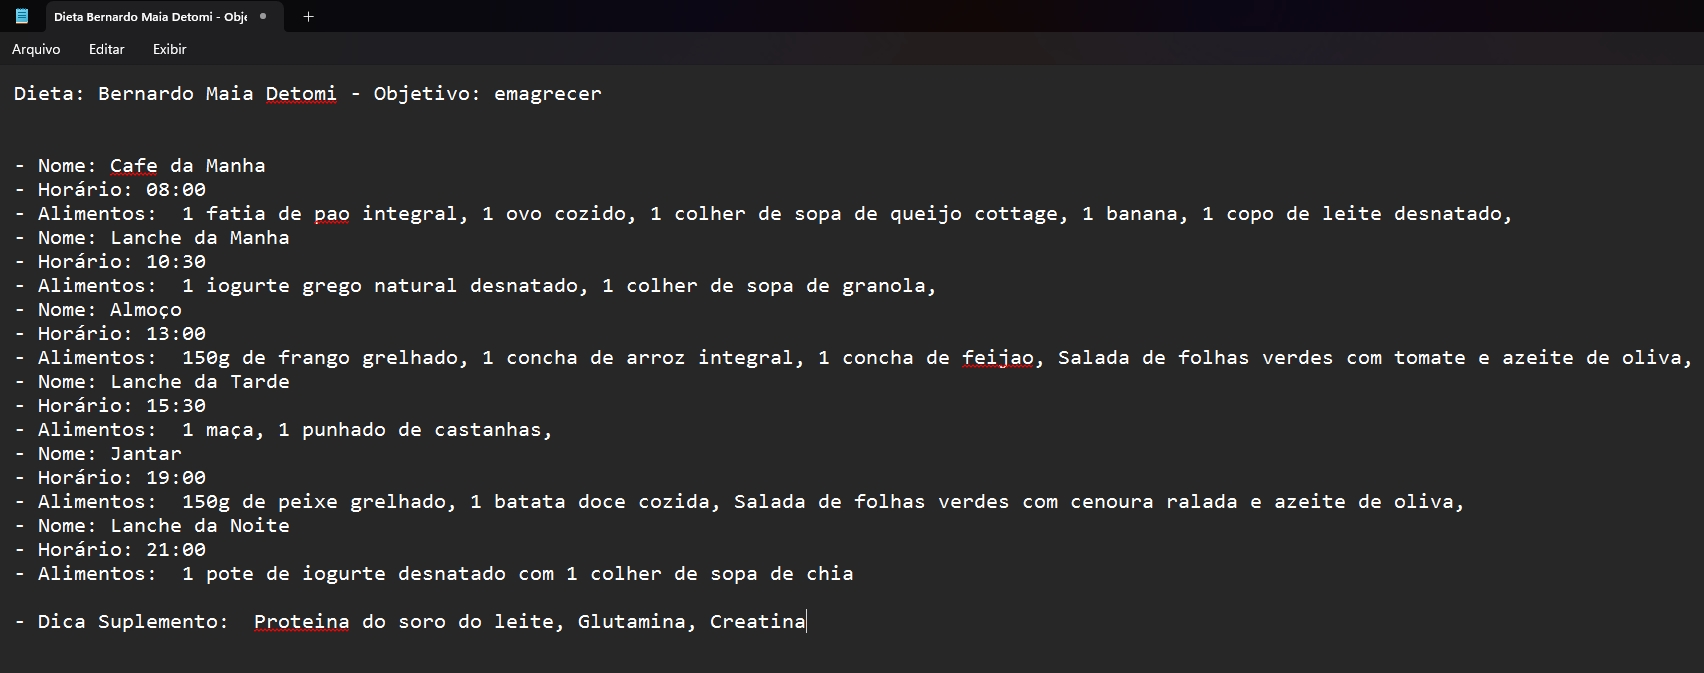 Dieta Bernardo Maia Detomi - Obje
Arquivo Editar Exibir
Dieta: Bernardo Maia Detomi - Objetivo: emagrecer
- Nome: Cafe da Manha
- Horário: 08:00
- Alimentos:  1 fatia de pao integral, 1 ovo cozido, 1 colher de sopa de queijo cottage, 1 banana, 1 copo de leite desnatado,
- Nome: Lanche da Manha
- Horário: 10:30
- Alimentos:  1 iogurte grego natural desnatado, 1 colher de sopa de granola,
- Nome: Almoço
- Horário: 13:00
- Alimentos:  150g de frango grelhado, 1 concha de arroz integral, 1 concha de feijao, Salada de folhas verdes com tomate e azeite de oliva,
- Nome: Lanche da Tarde
- Horário: 15:30
- Alimentos:  1 maça, 1 punhado de castanhas,
- Nome: Jantar
- Horário: 19:00
- Alimentos:  150g de peixe grelhado, 1 batata doce cozida, Salada de folhas verdes com cenoura ralada e azeite de oliva,
- Nome: Lanche da Noite
- Horário: 21:00
- Alimentos:  1 pote de iogurte desnatado com 1 colher de sopa de chia
- Dica Suplemento:  Proteina do soro do leite, Glutamina, Creatina